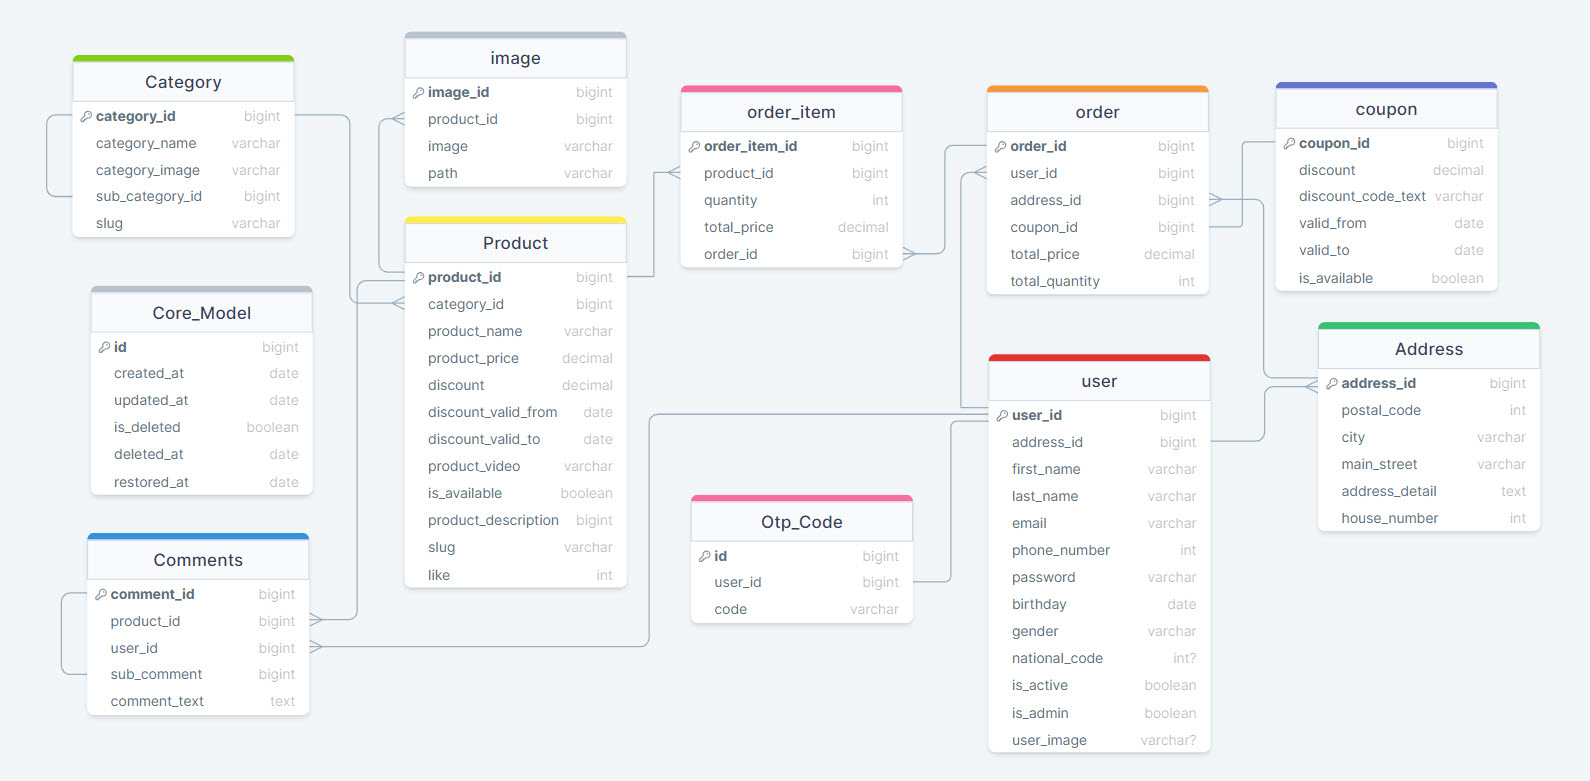 Category
category_id bigint
category_name varchar
category_image varchar
sub_category_id bigint
slug varchar
image
image_id bigint
product_id bigint
image varchar
path varchar
order_item
order_item_id bigint
product_id bigint
quantity int
total_price decimal
order_id bigint
order
order_id bigint
user_id bigint
address_id bigint
coupon_id bigint
total_price decimal
total_quantity int
coupon
coupon_id bigint
discount decimal
discount_code_text varchar
valid_from date
valid_to date
is_available boolean
Product
product_id bigint
category_id bigint
product_name varchar
product_price decimal
discount decimal
discount_valid_from date
discount_valid_to date
product_video varchar
is_available boolean
product_description bigint
slug varchar
like int
Core_Model
id bigint
created_at date
updated_at date
is_deleted boolean
deleted_at date
restored_at date
Address
address_id bigint
postal_code int
city varchar
main_street varchar
address_detail text
house_number int
user
user_id bigint
address_id bigint
first_name varchar
last_name varchar
email varchar
phone_number int
password varchar
birthday date
gender varchar
national_code int?
is_active boolean
is_admin boolean
user_image varchar?
Otp_Code
id bigint
user_id bigint
code varchar
Comments
comment_id bigint
product_id bigint
user_id bigint
sub_comment bigint
comment_text text